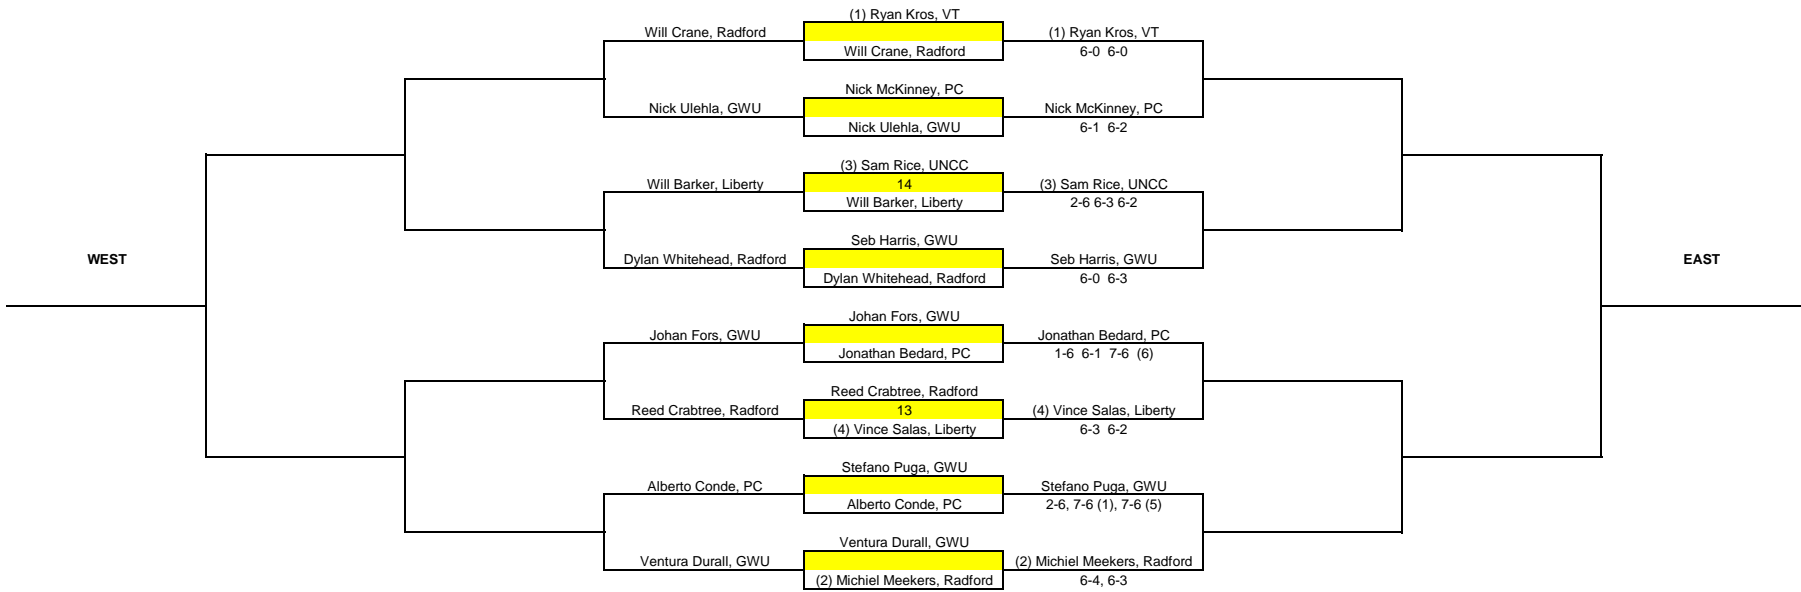 (1) Ryan Kros, VT
Will Crane, Radford
(1) Ryan Kros, VT
Will Crane, Radford
6-0 6-0
Nick McKinney, PC
Nick Ulehla, GWU
Nick McKinney, PC
Nick Ulehla, GWU
6-1 6-2
(3) Sam Rice, UNCC
Will Barker, Liberty
14
(3) Sam Rice, UNCC
Will Barker, Liberty
2-6 6-3 6-2
Seb Harris, GWU
WEST
Dylan Whitehead, Radford
Seb Harris, GWU
EAST
Dylan Whitehead, Radford
6-0 6-3
Johan Fors, GWU
Johan Fors, GWU
Jonathan Bedard, PC
Jonathan Bedard, PC
1-6 6-1 7-6 (6)
Reed Crabtree, Radford
Reed Crabtree, Radford
13
(4) Vince Salas, Liberty
(4) Vince Salas, Liberty
6-3 6-2
Stefano Puga, GWU
Alberto Conde, PC
Stefano Puga, GWU
Alberto Conde, PC
2-6, 7-6 (1), 7-6 (5)
Ventura Durall, GWU
Ventura Durall, GWU
(2) Michiel Meekers, Radford
(2) Michiel Meekers, Radford
6-4, 6-3